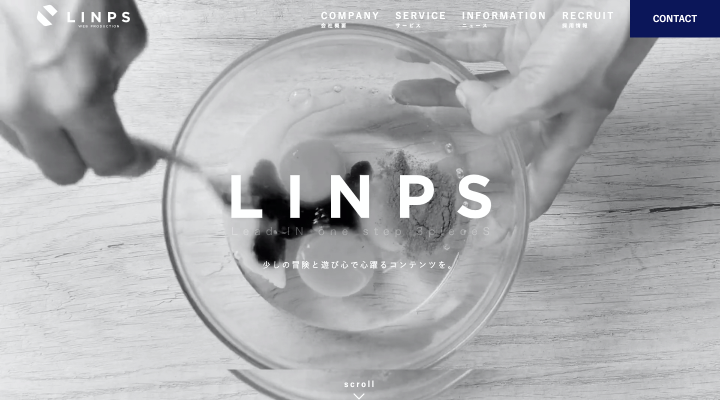 LINPS
WEB PRODUCTION
COMPANY
会社概要
SERVICE
サービス
INFORMATION
ニュース
RECRUIT
採用情報
CONTACT
LINPS
Lead IN one stop
少しの冒険と遊び心で心躍るコンテンツを。
scroll